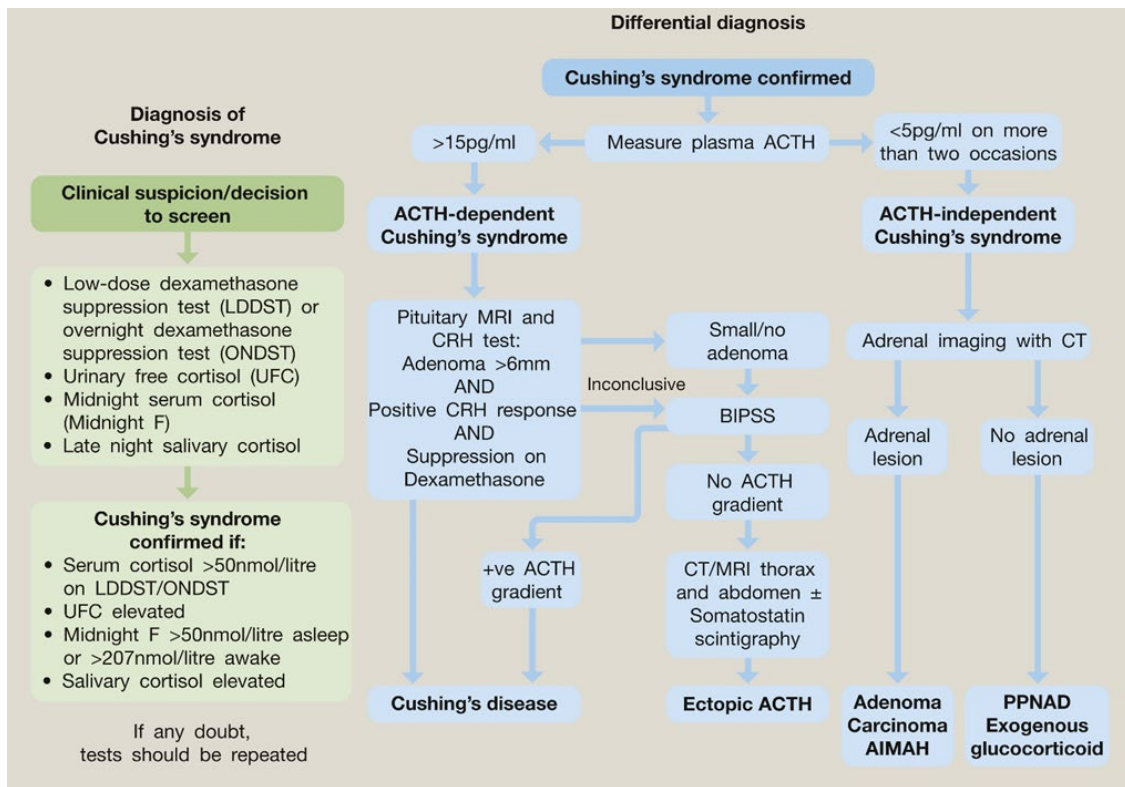 Differential diagnosis
Diagnosis of
Cushing's syndrome
Clinical suspicion/decision
to screen
• Low-dose dexamethasone
suppression test (LDDST) or
overnight dexamethasone
suppression test (ONDST)
• Urinary free cortisol (UFC)
• Midnight serum cortisol
(Midnight F)
• Late night salivary cortisol
Cushing's syndrome
confirmed if:
• Serum cortisol >50nmol/litre
on LDDST/ONDST
• UFC elevated
• Midnight F >50nmol/litre asleep
or >207nmol/litre awake
• Salivary cortisol elevated
If any doubt,
tests should be repeated
Cushing's syndrome confirmed
Measure plasma ACTH
>15pg/ml
<5pg/ml on more
than two occasions
ACTH-dependent
Cushing's syndrome
ACTH-independent
Cushing's syndrome
Pituitary MRI and
CRH test:
Adenoma >6mm
AND
Positive CRH response
AND
Suppression on
Dexamethasone
Inconclusive
Small/no
adenoma
BIPSS
No ACTH
gradient
+ve ACTH
gradient
CT/MRI thorax
and abdomen ±
Somatostatin
scintigraphy
Adrenal imaging with CT
Adrenal
lesion
No adrenal
lesion
Cushing's disease
Ectopic ACTH
Adenoma
Carcinoma
AIMAH
PPNAD
Exogenous
glucocorticoid